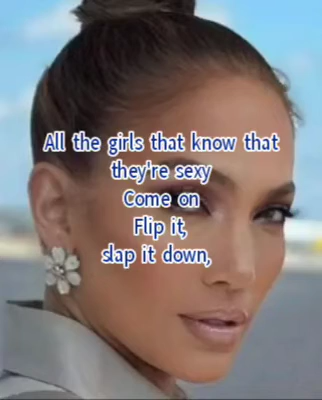 All the girls that know that
they're sexy
Come on
Flip it,
slap it down,